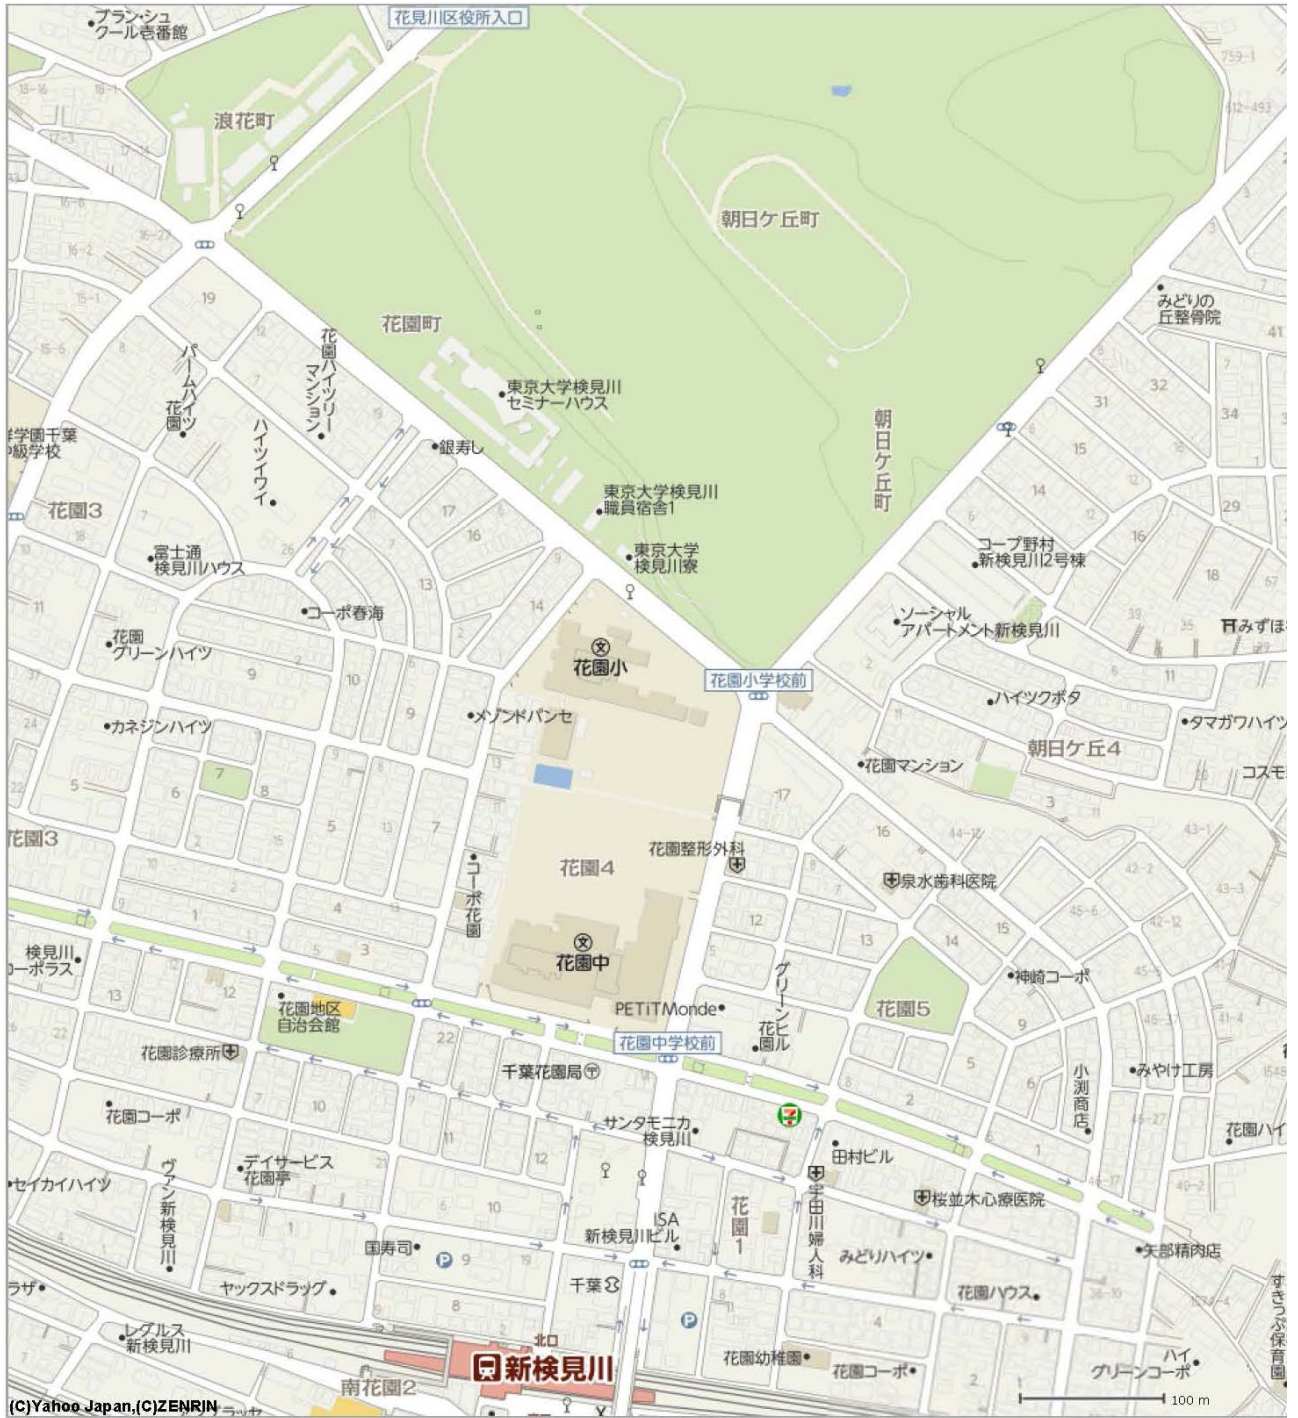 ブラン・シュ
クール壱番館
花見川区役所入口
浪花町
朝日ケ丘町
花園町
みどりの
丘整骨院
パームハイツ
花園
花園ハイツリー
マンション
ハイツイワイ
東京大学検見川
セミナーハウス
銀寿し
朝日ケ丘町
花園3
東京大学検見川
職員宿舎1
東京大学
検見川寮
富士通
検見川ハウス
コープ野村
新検見川2号棟
コーポ春海
ソーシャル
アパートメント新検見川
みずほ
花園
グリーンハイツ
花園小
花園小学校前
ハイツクボタ
タマガワハイツ
カネジンハイツ
メゾンドパンセ
朝日ケ丘4
花園マンション
コスモ
花園3
花園整形外科
花園4
コーポ花園
泉水歯科医院
花園中
検見川
コーポラス
神崎コーポ
花園地区
自治会館
PETiTMonde
グリーンヒル
花園
花園5
花園中学校前
花園診療所
千葉花園局
小渕商店
みやけ工房
花園コーポ
サンタモニカ
検見川
田村ビル
花園ハイ
デイサービス
花園亭
セイカイハイツ
ヴァン新検見川
宇田川婦人科
桜並木心療医院
花園1
ISA
新検見川ビル
国寿司
みどりハイツ
矢部精肉店
ヤックスドラッグ
千葉
花園ハウス
すきっぷ保育園
ラザ
レグルス
新検見川
北口
新検見川
花園幼稚園
花園コーポ
グリーンコーポ
ハイ
南花園2
100 m
(C)Yahoo Japan,(C)ZENRIN